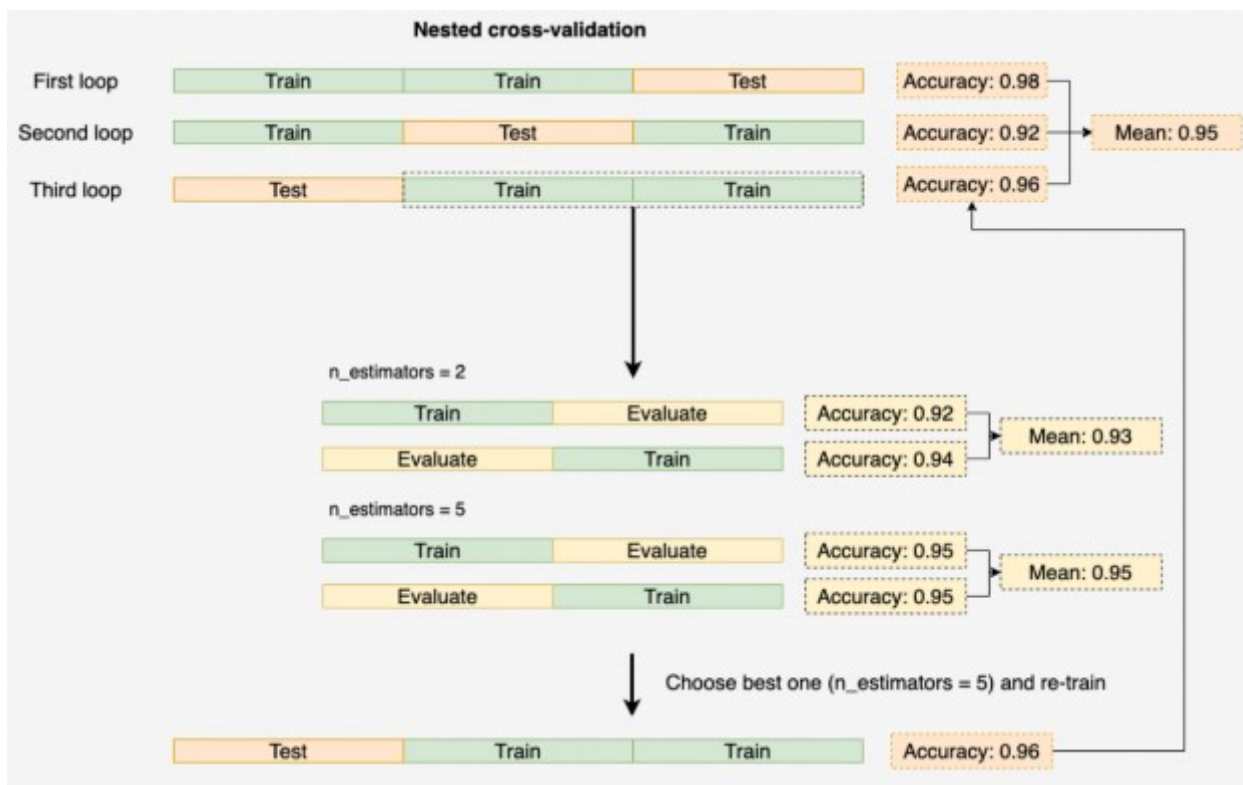 Nested cross-validation
First loop Train Train Test Accuracy: 0.98
Second loop Train Test Train Accuracy: 0.92 Mean: 0.95
Third loop Test Train Train Accuracy: 0.96
n_estimators = 2
Train Evaluate Accuracy: 0.92
Mean: 0.93
Evaluate Train Accuracy: 0.94
n_estimators = 5
Train Evaluate Accuracy: 0.95
Mean: 0.95
Evaluate Train Accuracy: 0.95
Choose best one (n_estimators = 5) and re-train
Test Train Train Accuracy: 0.96